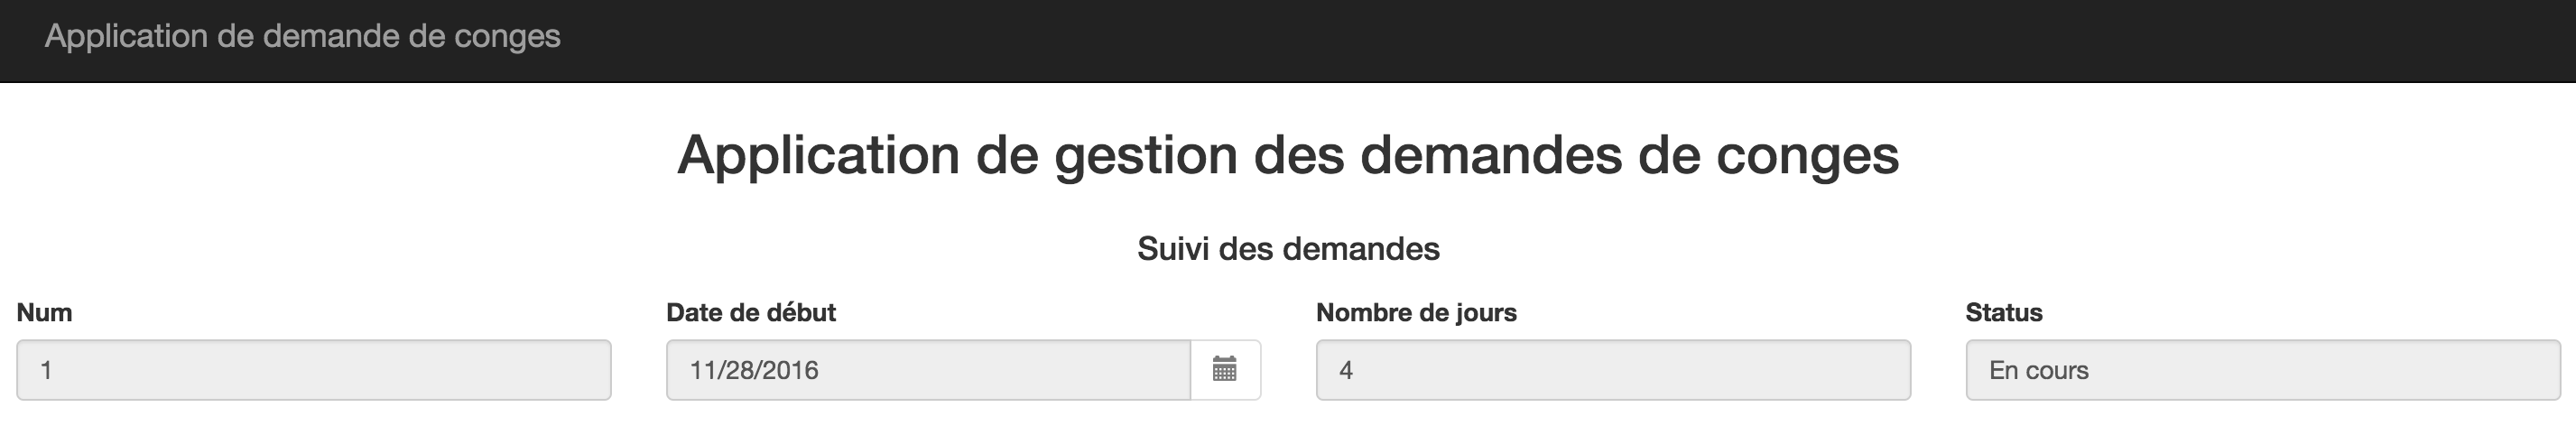 Application de demande de conges
Application de gestion des demandes de conges
Suivi des demandes
Num
Date de début
Nombre de jours
Status
1
11/28/2016
4
En cours